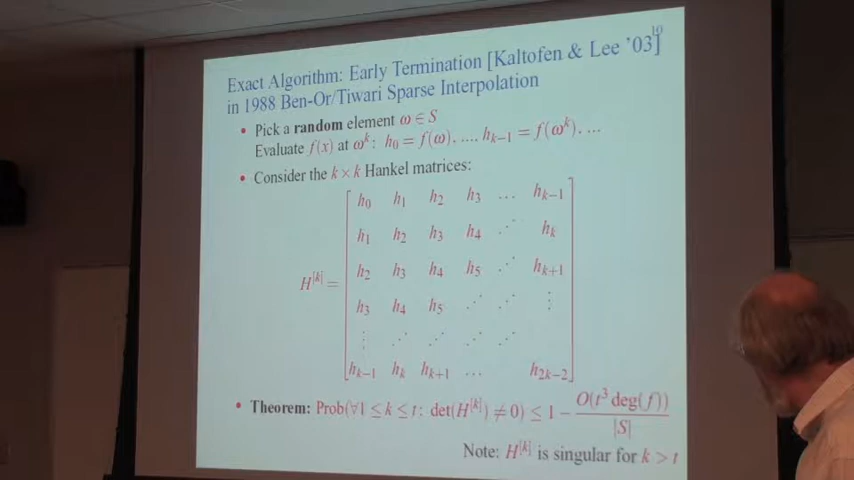 10
Exact Algorithm: Early Termination [Kaltofen & Lee '03]
in 1988 Ben-Or/Tiwari Sparse Interpolation
• Pick a random element ω ∈ S
Evaluate f(x) at ω^k: h_0 = f(ω), …, h_{k−1} = f(ω^k), …
• Consider the k × k Hankel matrices:
h_0 h_1 h_2 h_3 … h_{k−1}
h_1 h_2 h_3 h_4 ⋰ h_k
h_2 h_3 h_4 h_5 ⋰ h_{k+1}
H^{[k]} =
h_3 h_4 h_5 ⋰ ⋰ ⋮
⋮ ⋰ ⋰ ⋰ ⋰
h_{k−1} h_k h_{k+1} … h_{2k−2}
• Theorem: Prob(∀1 ≤ k ≤ t: det(H^{[k]}) ≠ 0) ≤ 1 − O(t^3 deg(f)) / |S|
Note: H^{[k]} is singular for k > t